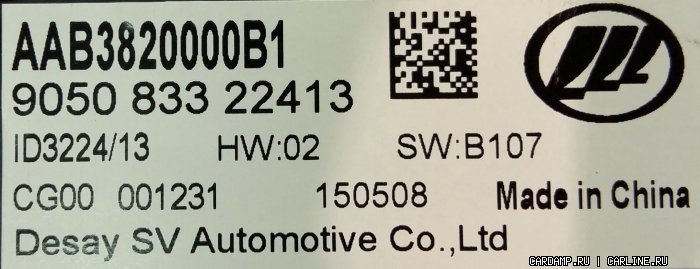 AAB3820000B1
9050 833 22413
ID3224/13 HW:02 SW:B107
CG00 001231 150508 Made in China
Desay SV Automotive Co.,Ltd
CARDAMP.RU | CARLINE.RU